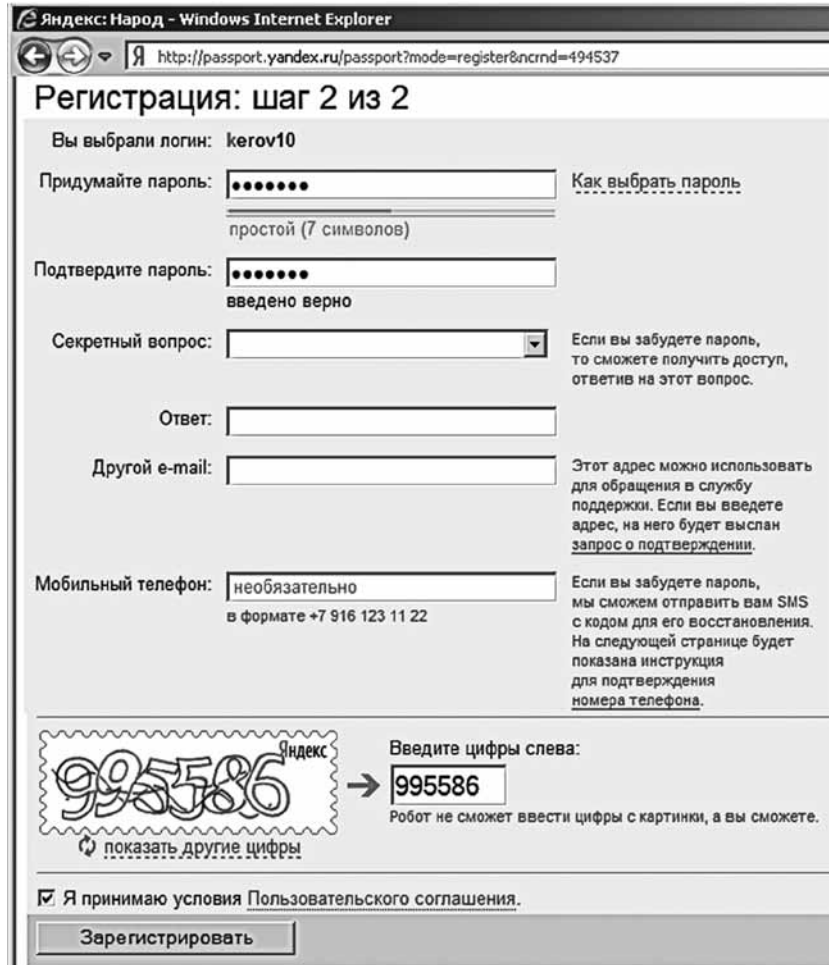 Яндекс: Народ - Windows Internet Explorer
Я http://passport.yandex.ru/passport?mode=register&ncrnd=494537
Регистрация: шаг 2 из 2
Вы выбрали логин: kerov10
Придумайте пароль: ●●●●●●● Как выбрать пароль
простой (7 символов)
Подтвердите пароль: ●●●●●●●
введено верно
Секретный вопрос:
Если вы забудете пароль,
то сможете получить доступ,
ответив на этот вопрос.
Ответ:
Другой e-mail:
Этот адрес можно использовать
для обращения в службу
поддержки. Если вы введете
адрес, на него будет выслан
запрос о подтверждении.
Мобильный телефон: необязательно
в формате +7 916 123 11 22
Если вы забудете пароль,
мы сможем отправить вам SMS
с кодом для его восстановления.
На следующей странице будет
показана инструкция
для подтверждения
номера телефона.
Яндекс
995586
показать другие цифры
Введите цифры слева:
995586
Робот не сможет ввести цифры с картинки, а вы сможете.
Я принимаю условия Пользовательского соглашения.
Зарегистрировать